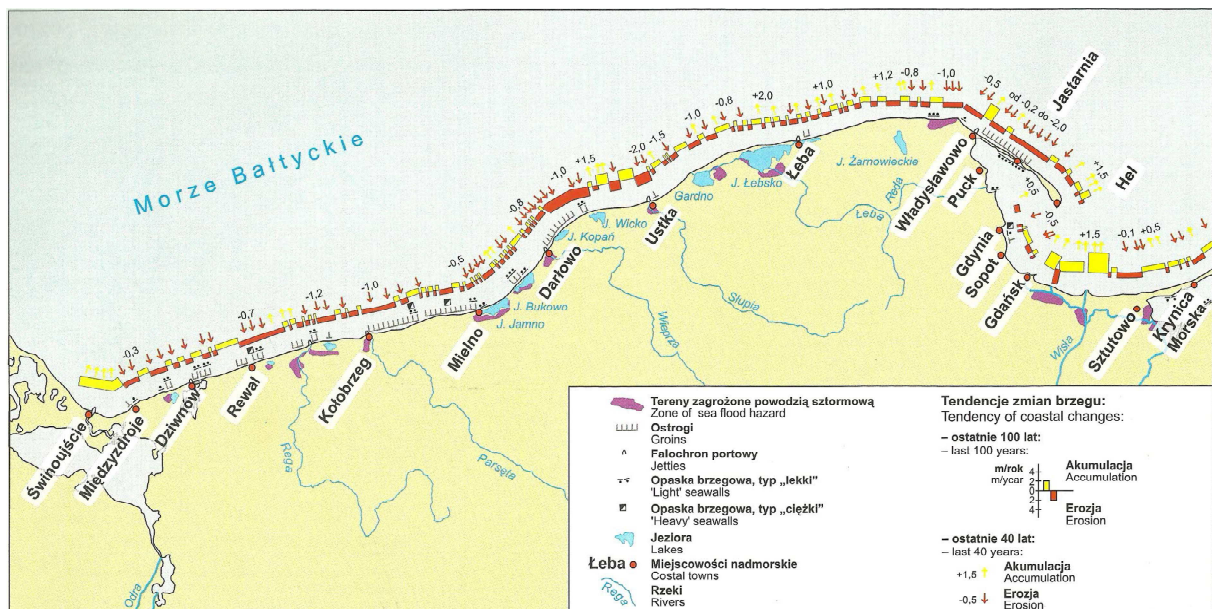 Morze Bałtyckie
-0,3
-0,7
-1,2
-1,0
-0,5
-0,8
-1,0
+1,5
-2,0
-1,5
-1,0
-0,8
+2,0
+1,0
+1,2
-0,8
-1,0
-0,5
od -0,2 do -2,0
+1,5
-0,5
-0,5
+1,5
-0,1
+0,5
Świnoujście
Międzyzdroje
Dziwnów
Rewal
Kołobrzeg
Mielno
Darłowo
Ustka
Łeba
Władysławowo
Puck
Jastarnia
Hel
Gdynia
Sopot
Gdańsk
Sztutowo
Krynica
Morska
J. Jamno
J. Bukowo
J. Kopań
J. Wicko
Gardno
J. Łebsko
J. Żarnowieckie
Odra
Rega
Parsęta
Wieprza
Słupia
Łeba
Reda
Wisła
Tereny zagrożone powodzią sztormową
Zone of sea flood hazard
Ostrogi
Groins
Falochron portowy
Jetties
Opaska brzegowa, typ „lekki”
'Light' seawalls
Opaska brzegowa, typ „ciężki”
'Heavy' seawalls
Jeziora
Lakes
Łeba
Miejscowości nadmorskie
Costal towns
Rega
Rzeki
Rivers
Tendencje zmian brzegu:
Tendency of coastal changes:
– ostatnie 100 lat:
– last 100 years:
m/rok
m/year
4
2
0
2
4
Akumulacja
Accumulation
Erozja
Erosion
– ostatnie 40 lat:
– last 40 years:
+1,5
Akumulacja
Accumulation
-0,5
Erozja
Erosion